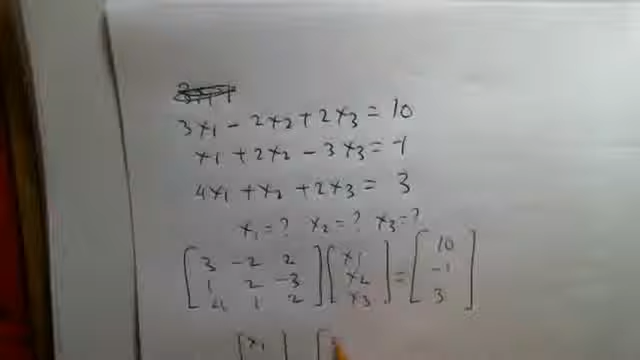 3x₁ - 2x₂ + 2x₃ = 10
x₁ + 2x₂ - 3x₃ = -1
4x₁ + x₂ + 2x₃ = 3
x₁ = ? x₂ = ? x₃ = ?
[3 -2 2] [x₁] = [10]
[1 2 -3] [x₂] [-1]
[4 1 2] [x₃] [3]
[x₁